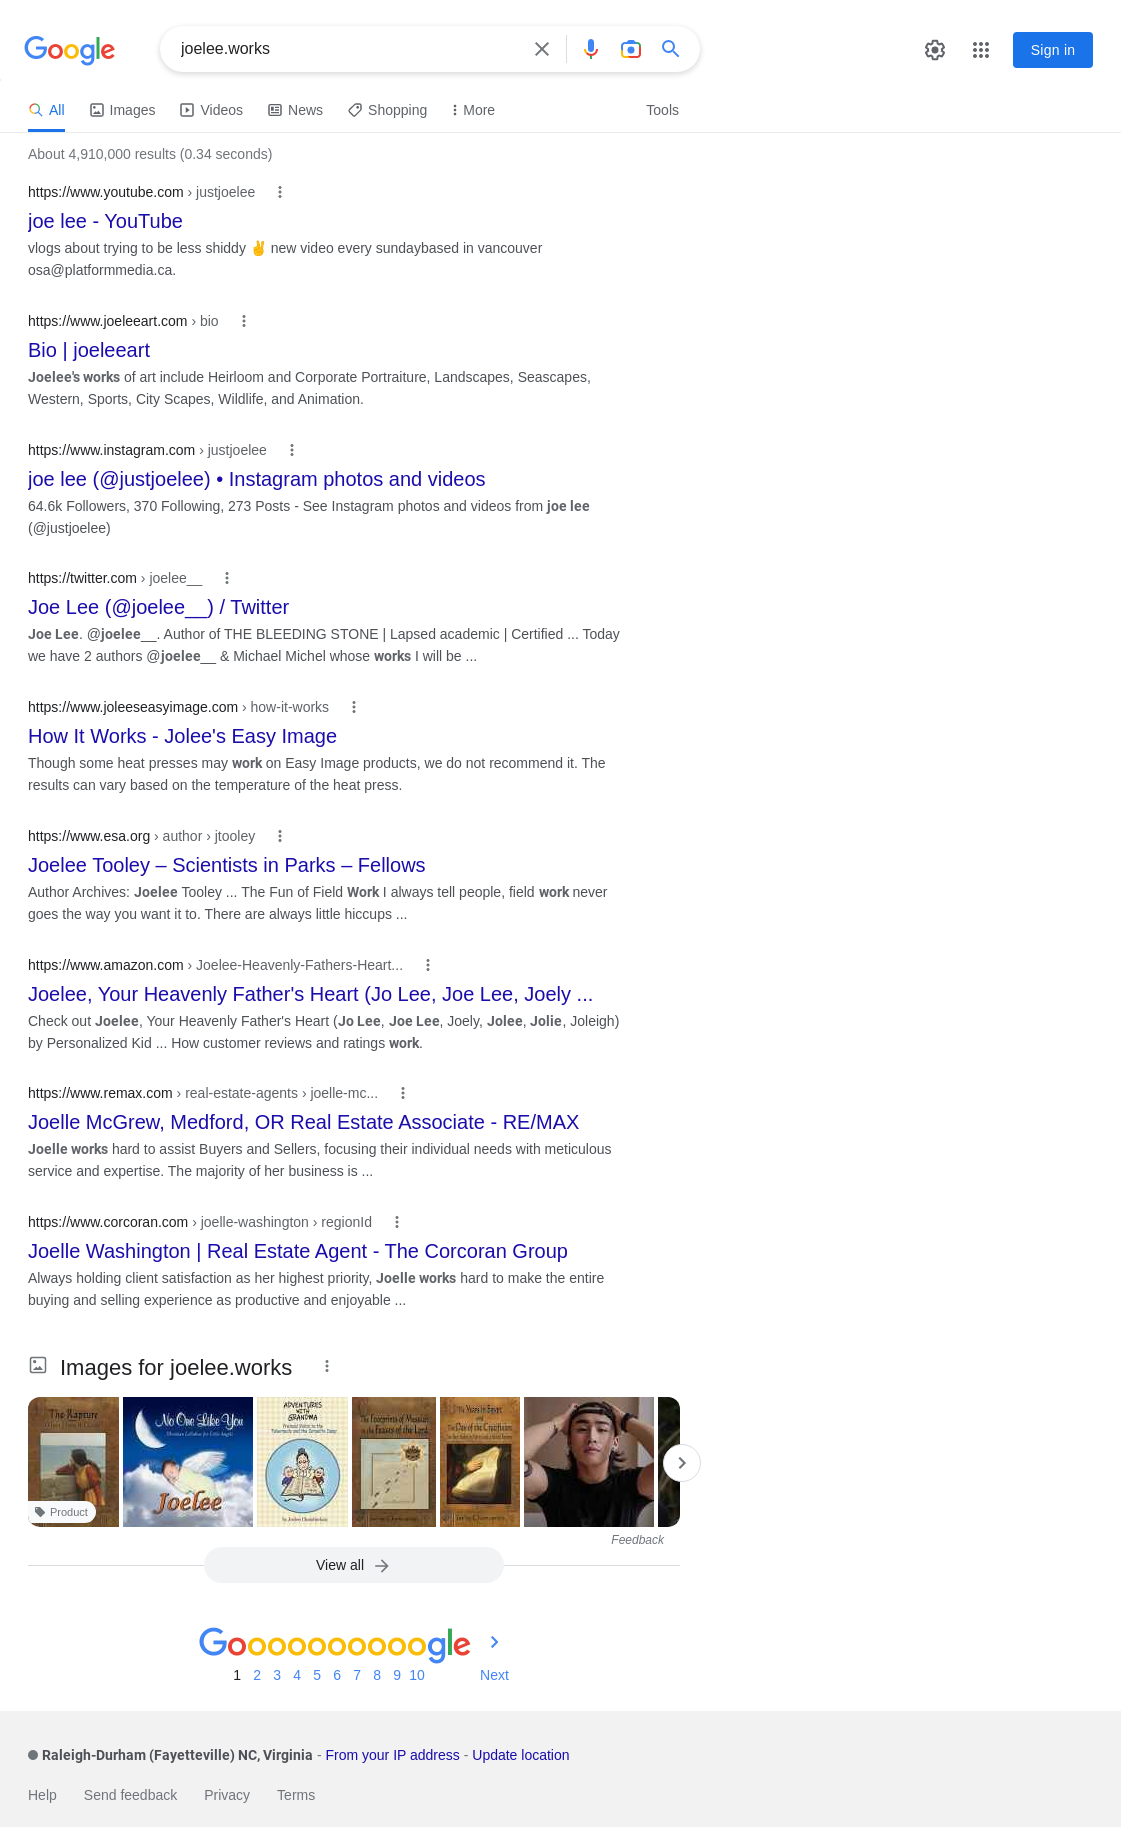 Google
joelee.works
Sign in
All
Images
Videos
News
Shopping
More
Tools
About 4,910,000 results (0.34 seconds)
https://www.youtube.com › justjoelee
joe lee - YouTube
vlogs about trying to be less shiddy ✌️ new video every sundaybased in vancouver
osa@platformmedia.ca.
https://www.joeleeart.com › bio
Bio | joeleeart
Joelee's works of art include Heirloom and Corporate Portraiture, Landscapes, Seascapes,
Western, Sports, City Scapes, Wildlife, and Animation.
https://www.instagram.com › justjoelee
joe lee (@justjoelee) • Instagram photos and videos
64.6k Followers, 370 Following, 273 Posts - See Instagram photos and videos from joe lee
(@justjoelee)
https://twitter.com › joelee__
Joe Lee (@joelee__) / Twitter
Joe Lee. @joelee__. Author of THE BLEEDING STONE | Lapsed academic | Certified ... Today
we have 2 authors @joelee__ & Michael Michel whose works I will be ...
https://www.joleeseasyimage.com › how-it-works
How It Works - Jolee's Easy Image
Though some heat presses may work on Easy Image products, we do not recommend it. The
results can vary based on the temperature of the heat press.
https://www.esa.org › author › jtooley
Joelee Tooley – Scientists in Parks – Fellows
Author Archives: Joelee Tooley ... The Fun of Field Work I always tell people, field work never
goes the way you want it to. There are always little hiccups ...
https://www.amazon.com › Joelee-Heavenly-Fathers-Heart...
Joelee, Your Heavenly Father's Heart (Jo Lee, Joe Lee, Joely ...
Check out Joelee, Your Heavenly Father's Heart (Jo Lee, Joe Lee, Joely, Jolee, Jolie, Joleigh)
by Personalized Kid ... How customer reviews and ratings work.
https://www.remax.com › real-estate-agents › joelle-mc...
Joelle McGrew, Medford, OR Real Estate Associate - RE/MAX
Joelle works hard to assist Buyers and Sellers, focusing their individual needs with meticulous
service and expertise. The majority of her business is ...
https://www.corcoran.com › joelle-washington › regionId
Joelle Washington | Real Estate Agent - The Corcoran Group
Always holding client satisfaction as her highest priority, Joelle works hard to make the entire
buying and selling experience as productive and enjoyable ...
Images for joelee.works
The Rapture
No One Like You
Joelee
ADVENTURES
WITH
GRANDMA
The Footprints of Messiah
in the Feasts of the Lord
Product
Feedback
View all
Goooooooooogle
1 2 3 4 5 6 7 8 9 10 Next
Raleigh-Durham (Fayetteville) NC, Virginia - From your IP address - Update location
Help Send feedback Privacy Terms